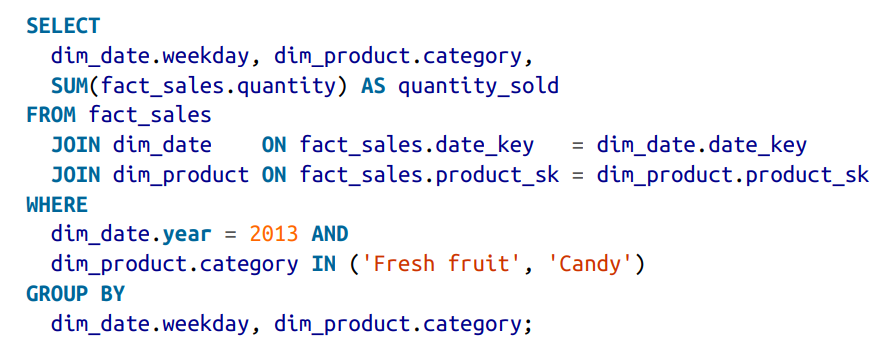 SELECT
  dim_date.weekday, dim_product.category,
  SUM(fact_sales.quantity) AS quantity_sold
FROM fact_sales
  JOIN dim_date    ON fact_sales.date_key   = dim_date.date_key
  JOIN dim_product ON fact_sales.product_sk = dim_product.product_sk
WHERE
  dim_date.year = 2013 AND
  dim_product.category IN ('Fresh fruit', 'Candy')
GROUP BY
  dim_date.weekday, dim_product.category;